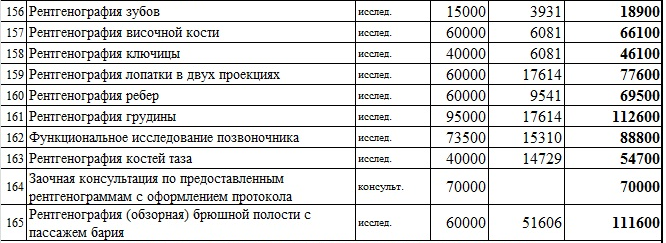 156 Рентгенография зубов исслед. 15000 3931 18900
157 Рентгенография височной кости исслед. 60000 6081 66100
158 Рентгенография ключицы исслед. 40000 6081 46100
159 Рентгенография лопатки в двух проекциях исслед. 60000 17614 77600
160 Рентгенография ребер исслед. 60000 9541 69500
161 Рентгенография грудины исслед. 95000 17614 112600
162 Функциональное исследование позвоночника исслед. 73500 15310 88800
163 Рентгенография костей таза исслед. 40000 14729 54700
164 Заочная консультация по предоставленным
рентгенограммам с оформлением протокола консульт. 70000 70000
165 Рентгенография (обзорная) брюшной полости с
пассажем бария исслед. 60000 51606 111600